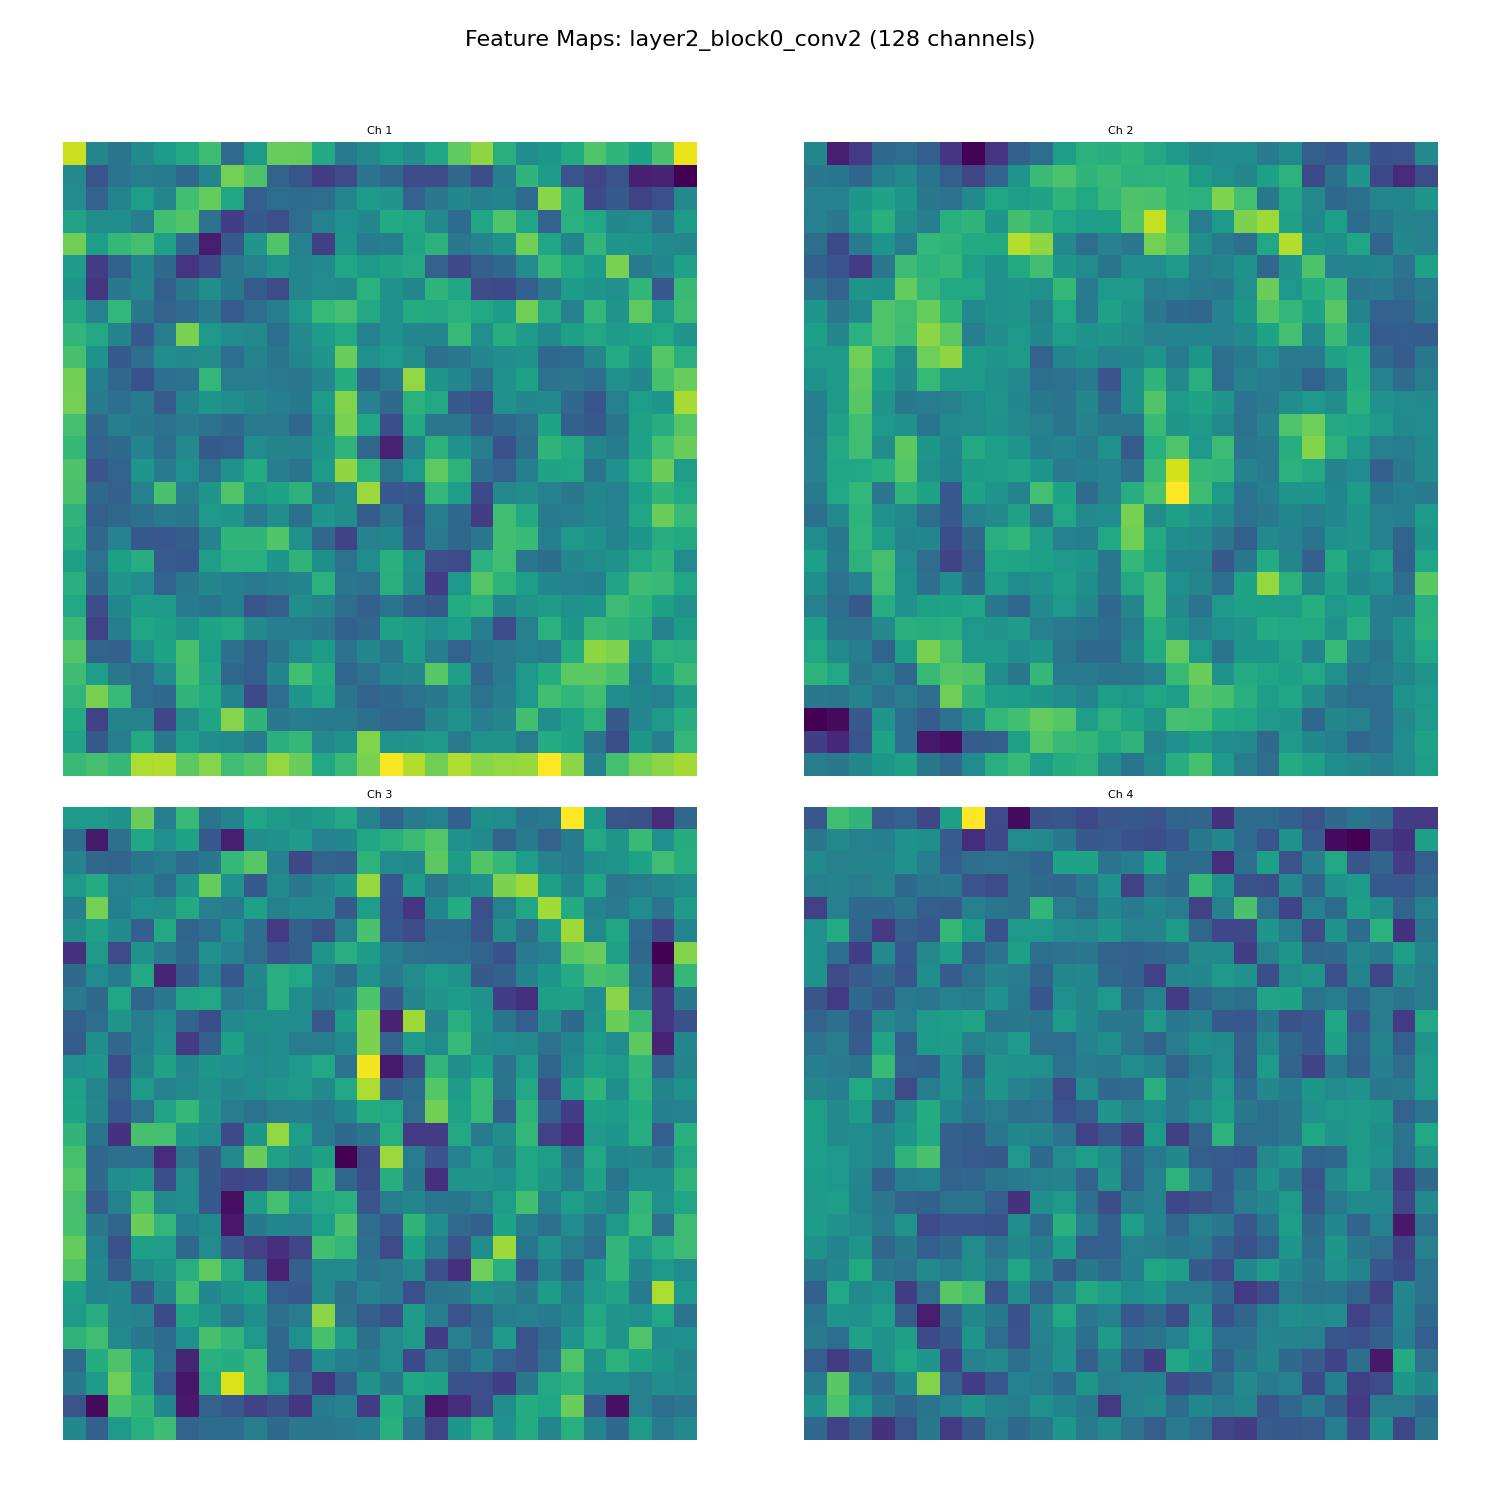 Feature Maps: layer2_block0_conv2 (128 channels)
Ch 1
Ch 2
Ch 3
Ch 4